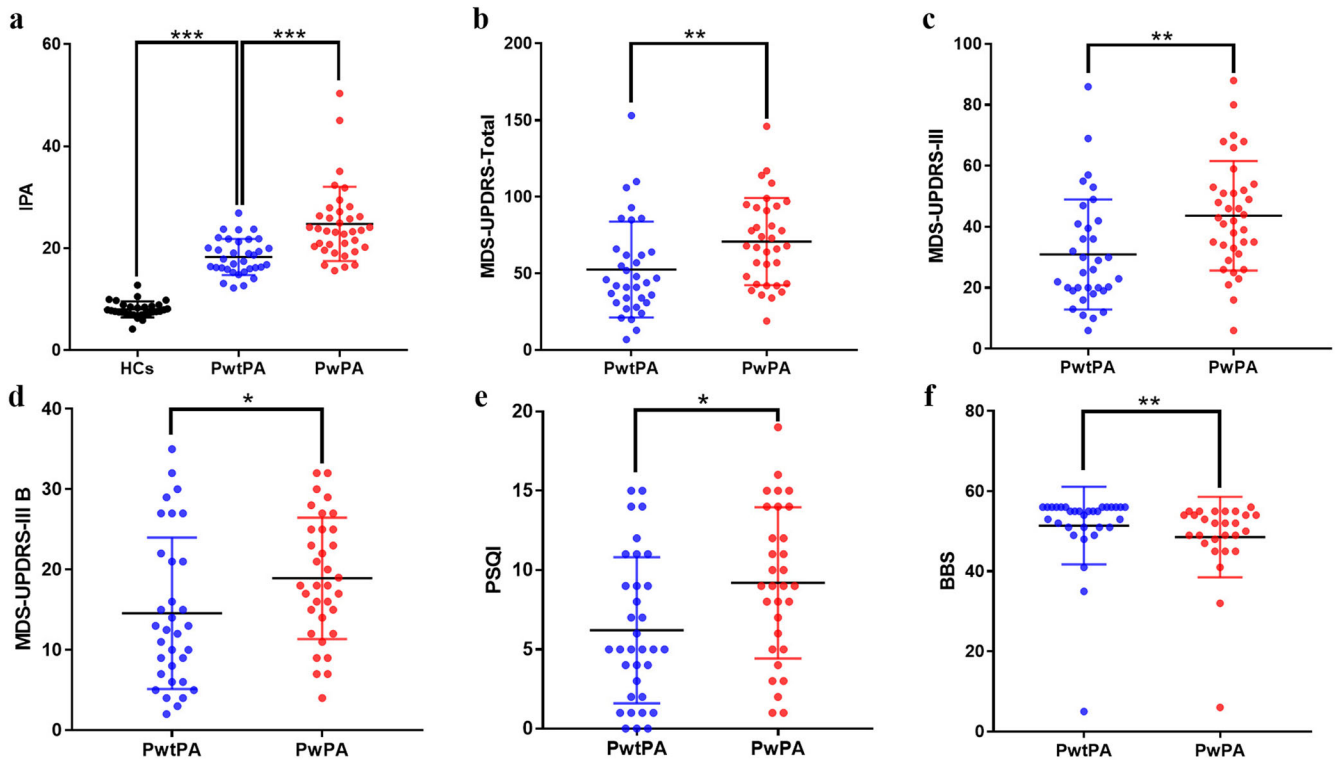 a
***
***
60
40
20
0
IPA
HCs
PwtPA
PwPA
b
**
200
150
100
50
0
MDS-UPDRS-Total
PwtPA
PwPA
c
**
100
80
60
40
20
0
MDS-UPDRS-III
PwtPA
PwPA
d
*
40
30
20
10
0
MDS-UPDRS-III B
PwtPA
PwPA
e
*
20
15
10
5
0
PSQI
PwtPA
PwPA
f
**
80
60
40
20
0
BBS
PwtPA
PwPA